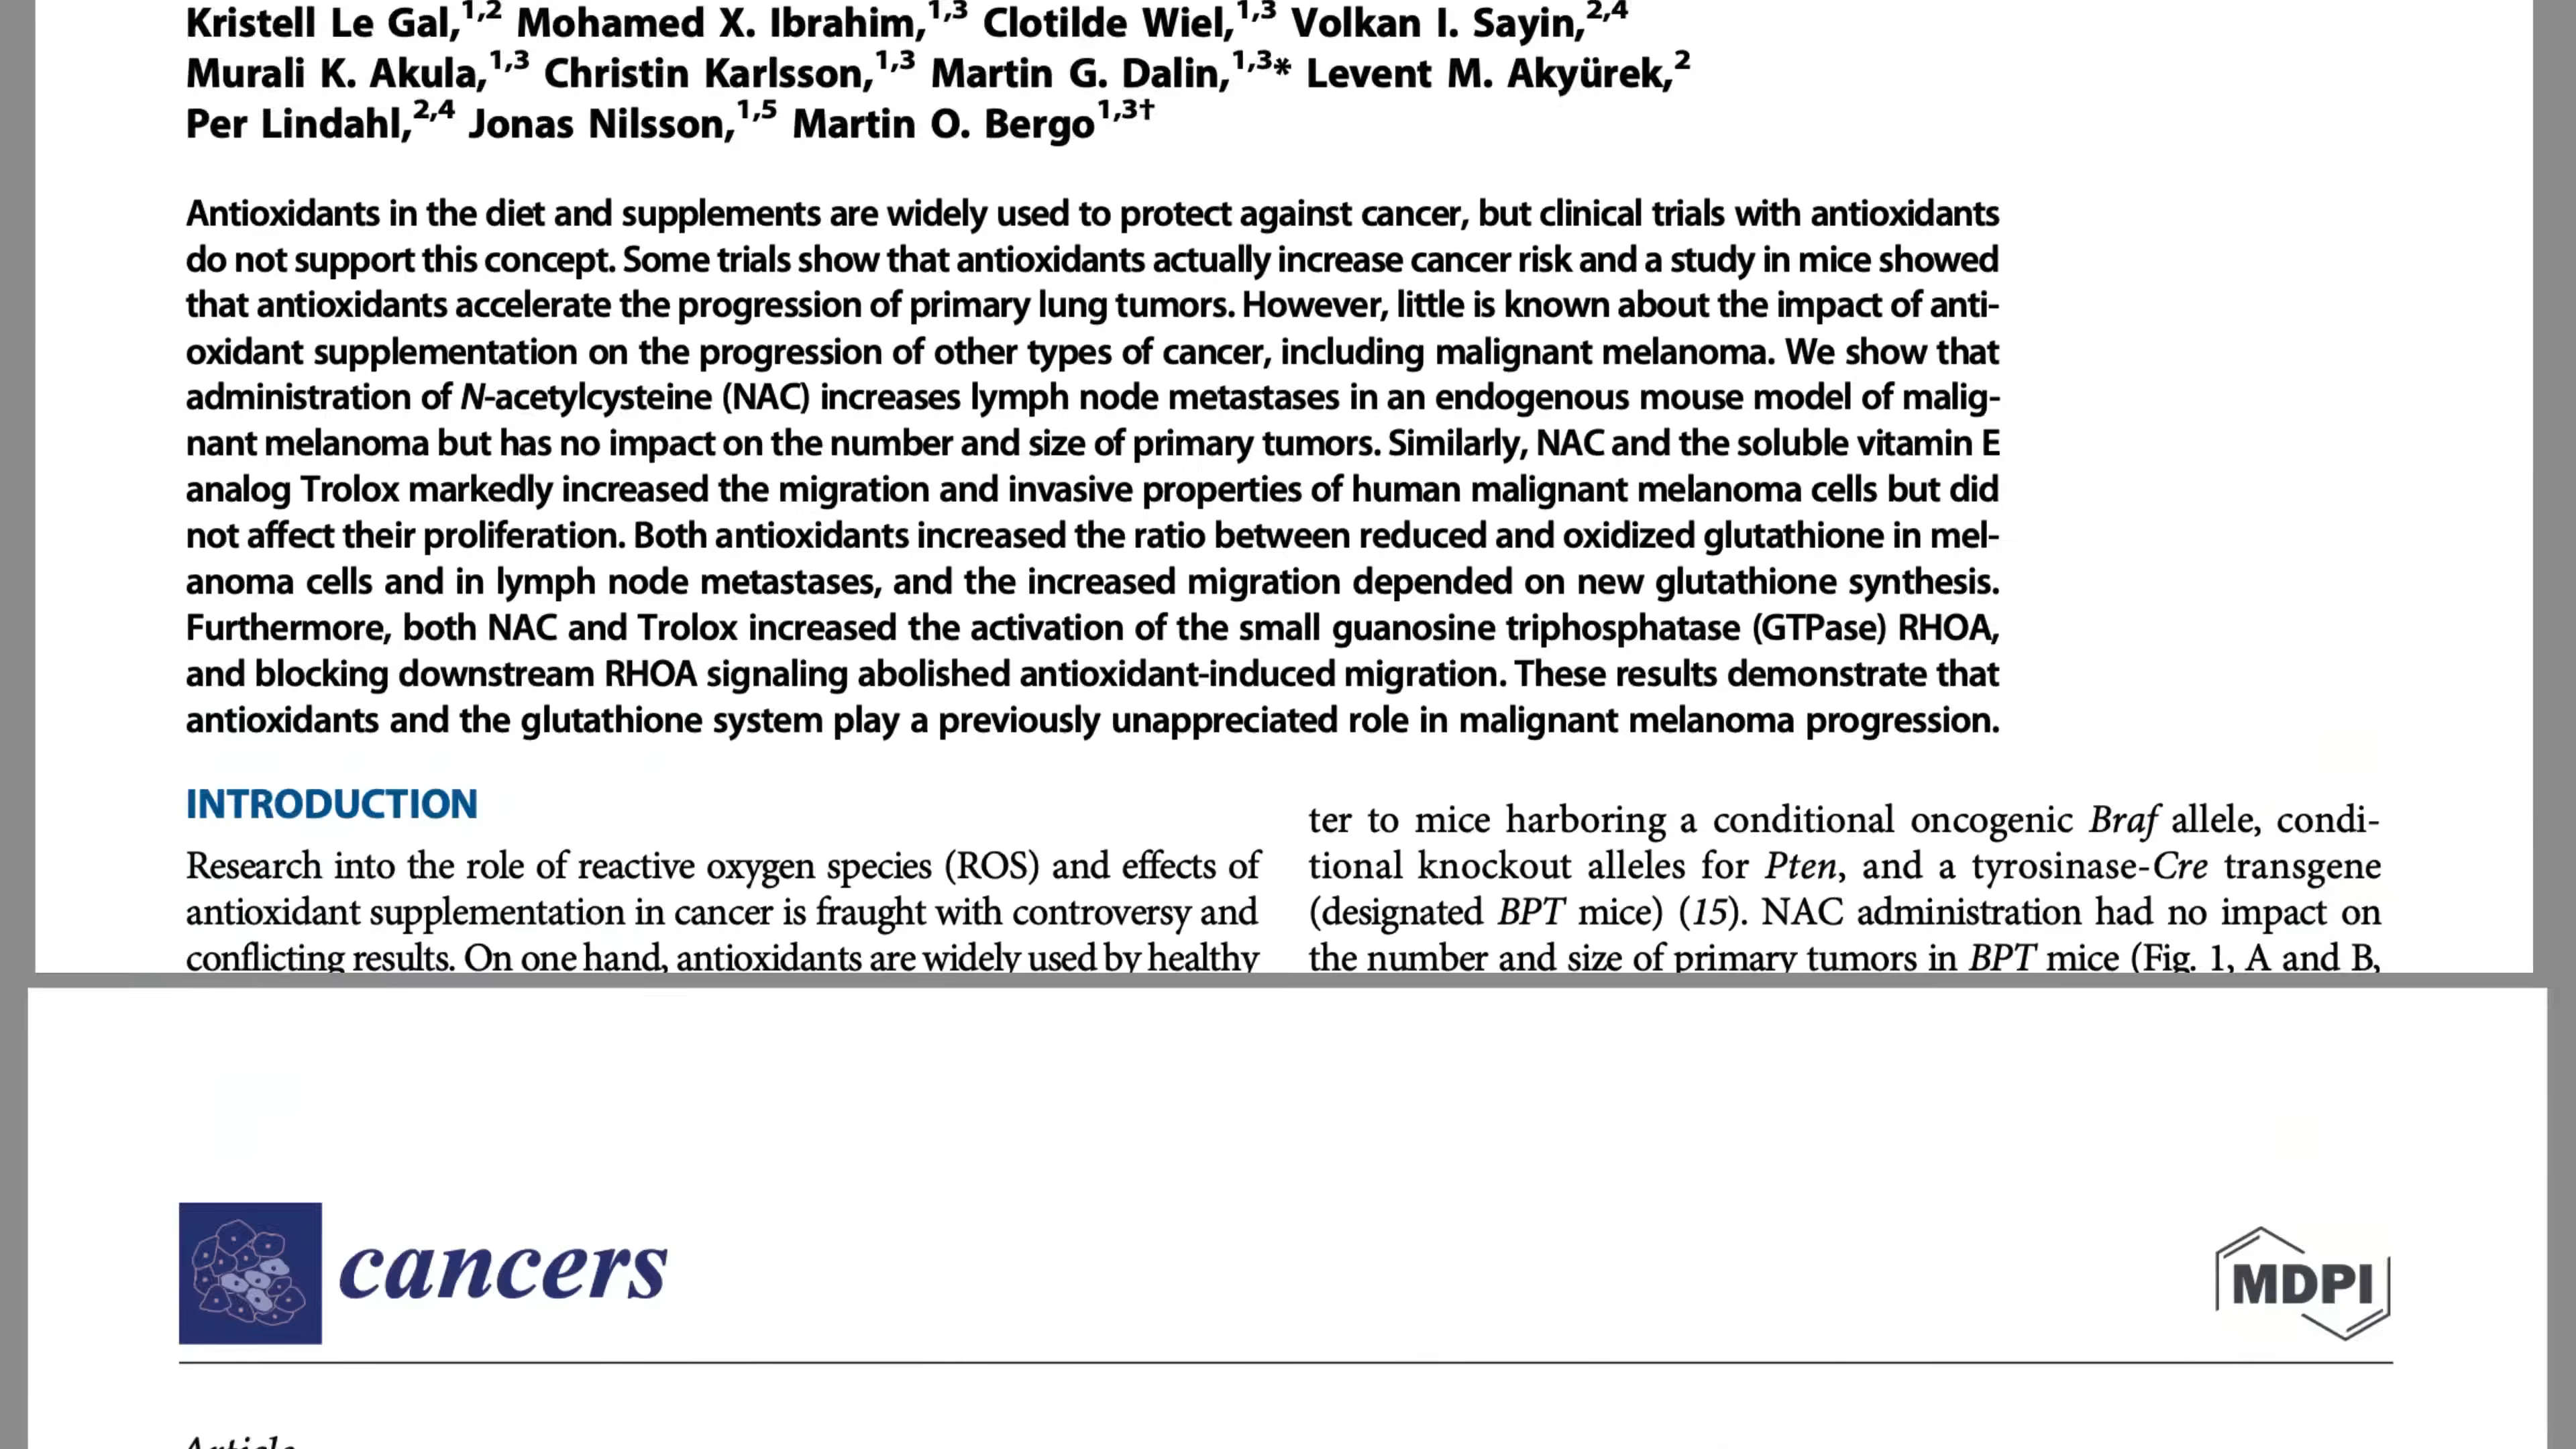 Kristell Le Gal,1,2 Mohamed X. Ibrahim,1,3 Clotilde Wiel,1,3 Volkan I. Sayin,2,4
Murali K. Akula,1,3 Christin Karlsson,1,3 Martin G. Dalin,1,3* Levent M. Akyürek,2
Per Lindahl,2,4 Jonas Nilsson,1,5 Martin O. Bergo1,3†
Antioxidants in the diet and supplements are widely used to protect against cancer, but clinical trials with antioxidants
do not support this concept. Some trials show that antioxidants actually increase cancer risk and a study in mice showed
that antioxidants accelerate the progression of primary lung tumors. However, little is known about the impact of anti-
oxidant supplementation on the progression of other types of cancer, including malignant melanoma. We show that
administration of N-acetylcysteine (NAC) increases lymph node metastases in an endogenous mouse model of malig-
nant melanoma but has no impact on the number and size of primary tumors. Similarly, NAC and the soluble vitamin E
analog Trolox markedly increased the migration and invasive properties of human malignant melanoma cells but did
not affect their proliferation. Both antioxidants increased the ratio between reduced and oxidized glutathione in mel-
anoma cells and in lymph node metastases, and the increased migration depended on new glutathione synthesis.
Furthermore, both NAC and Trolox increased the activation of the small guanosine triphosphatase (GTPase) RHOA,
and blocking downstream RHOA signaling abolished antioxidant-induced migration. These results demonstrate that
antioxidants and the glutathione system play a previously unappreciated role in malignant melanoma progression.
INTRODUCTION
Research into the role of reactive oxygen species (ROS) and effects of
antioxidant supplementation in cancer is fraught with controversy and
conflicting results. On one hand, antioxidants are widely used by healthy
ter to mice harboring a conditional oncogenic Braf allele, condi-
tional knockout alleles for Pten, and a tyrosinase-Cre transgene
(designated BPT mice) (15). NAC administration had no impact on
the number and size of primary tumors in BPT mice (Fig. 1, A and B,
cancers
MDPI
Article